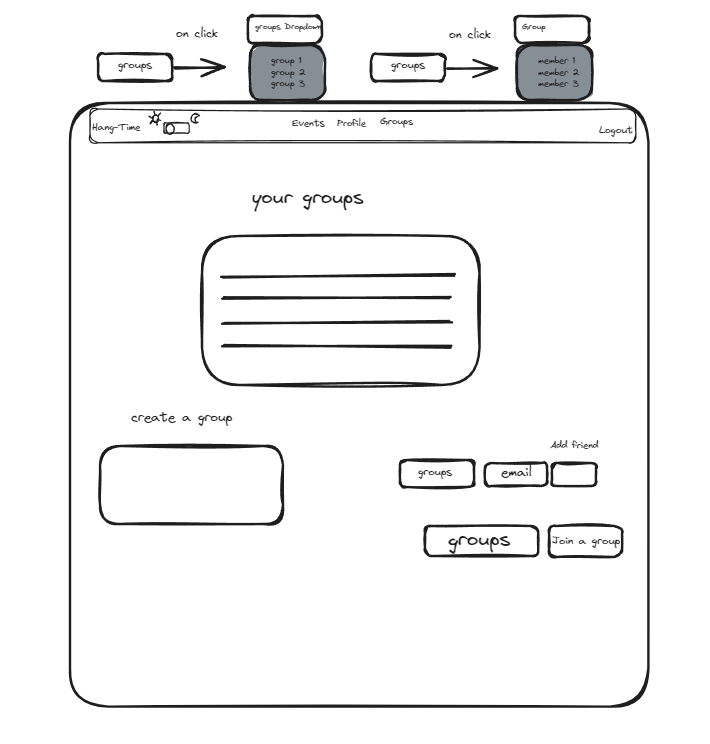 on click
groups Dropdown
groups
group 1
group 2
group 3
on click
Group
groups
member 1
member 2
member 3
Hang-Time
Events Profile Groups
Logout
your groups
create a group
Add friend
groups
email
groups
Join a group